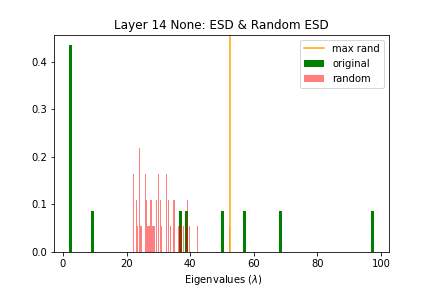 Layer 14 None: ESD & Random ESD
max rand
original
random
0.4
0.3
0.2
0.1
0.0
0 20 40 60 80 100
Eigenvalues (λ)